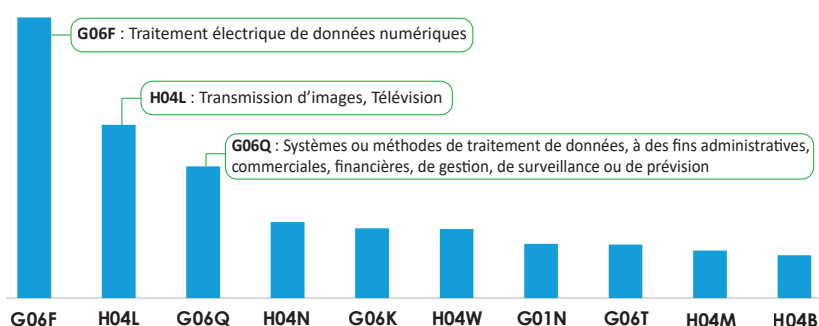 G06F : Traitement électrique de données numériques
H04L : Transmission d’images, Télévision
G06Q : Systèmes ou méthodes de traitement de données, à des fins administratives,
commerciales, financières, de gestion, de surveillance ou de prévision
G06F H04L G06Q H04N G06K H04W G01N G06T H04M H04B